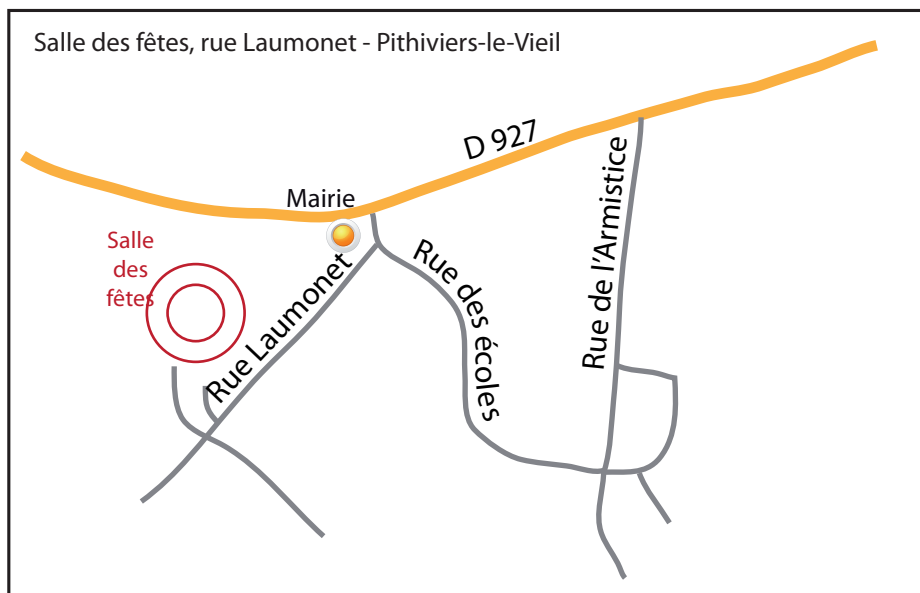 Salle des fêtes, rue Laumonet - Pithiviers-le-Vieil
D 927
Mairie
Rue de l'Armistice
Salle
des
fêtes
Rue Laumonet
Rue des écoles